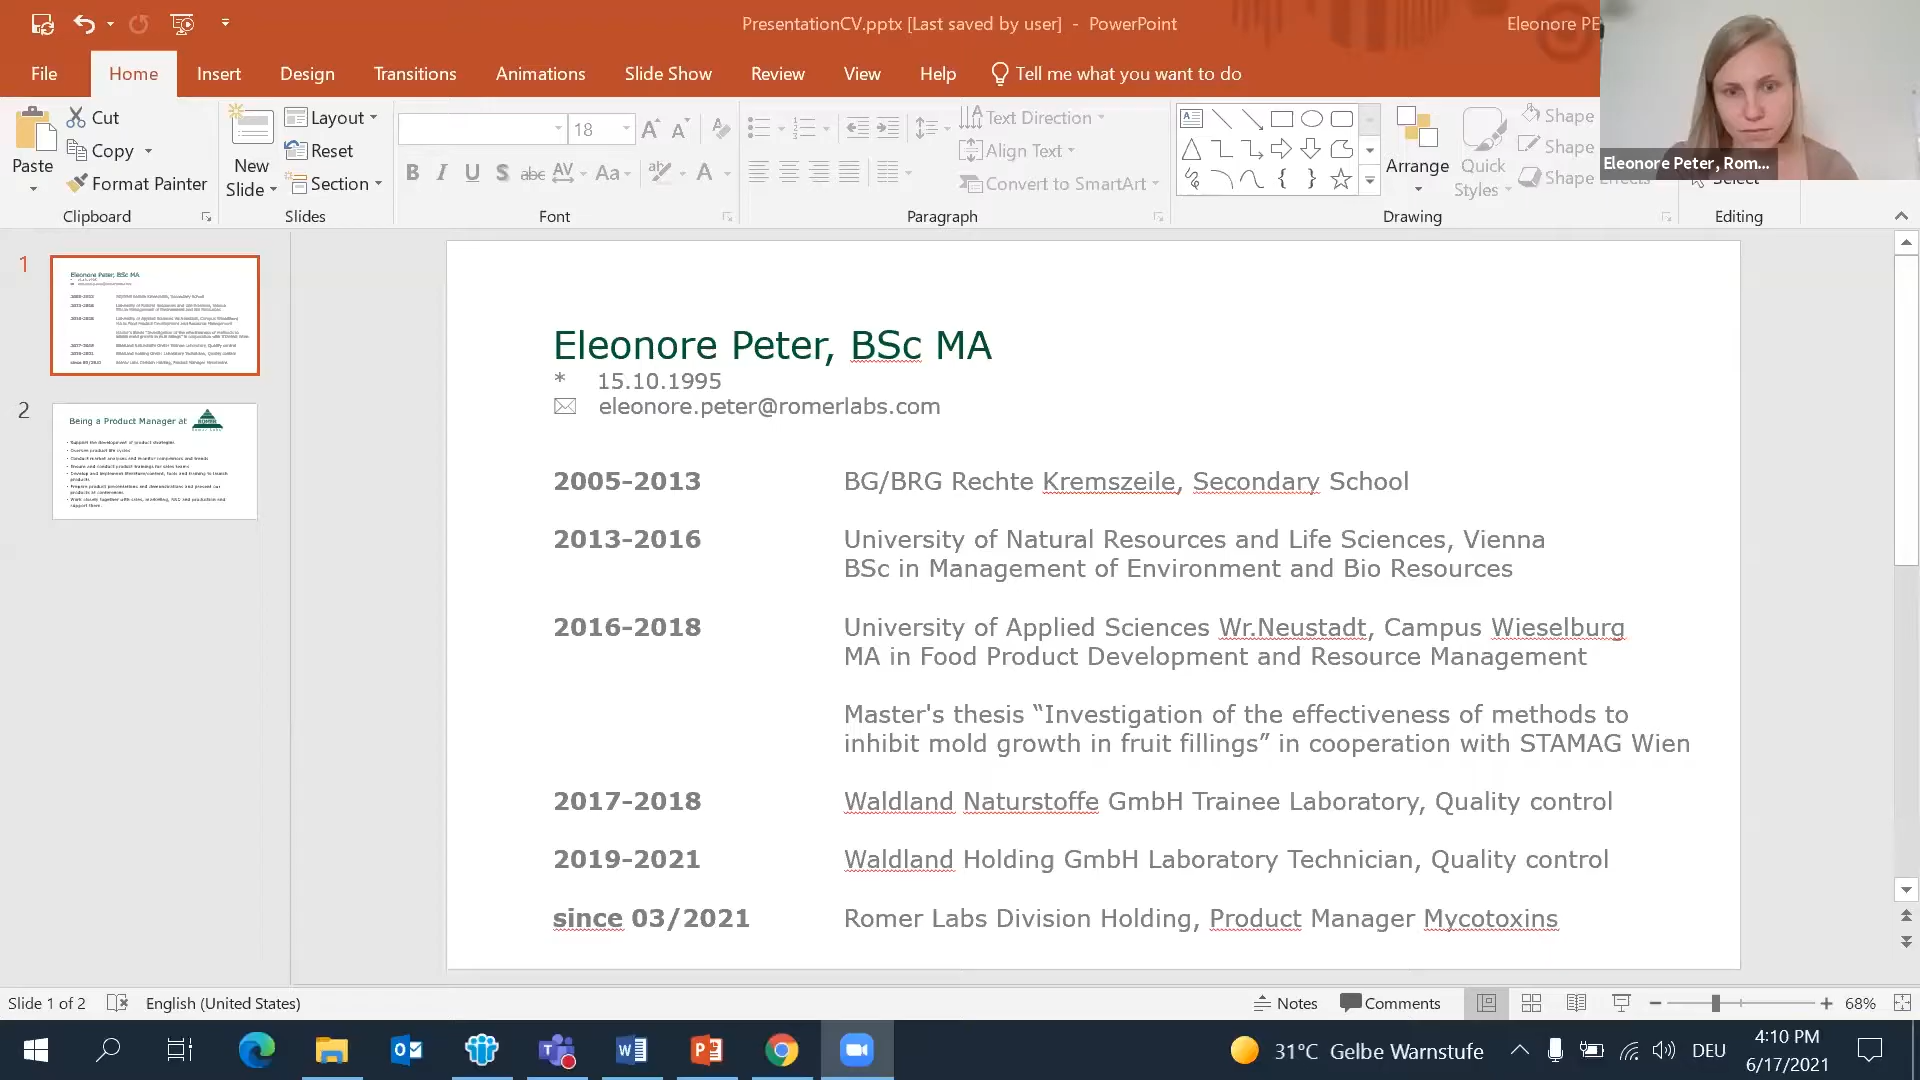 PresentationCV.pptx [Last saved by user] - PowerPoint
Eleonore PE
File
Home
Insert
Design
Transitions
Animations
Slide Show
Review
View
Help
Tell me what you want to do
Paste
Cut
Copy
Format Painter
Clipboard
New
Slide
Layout
Reset
Section
Slides
18
B I U S abc AV Aa A
Font
Text Direction
Align Text
Convert to SmartArt
Paragraph
Arrange
Quick
Styles
Shape
Shape
Shape Effects
Drawing
Select
Editing
Eleonore Peter, Rom...
1
2
Being a Product Manager at
Eleonore Peter, BSc MA
* 15.10.1995
eleonore.peter@romerlabs.com
2005-2013 BG/BRG Rechte Kremszeile, Secondary School
2013-2016 University of Natural Resources and Life Sciences, Vienna
BSc in Management of Environment and Bio Resources
2016-2018 University of Applied Sciences Wr.Neustadt, Campus Wieselburg
MA in Food Product Development and Resource Management
Master's thesis “Investigation of the effectiveness of methods to
inhibit mold growth in fruit fillings” in cooperation with STAMAG Wien
2017-2018 Waldland Naturstoffe GmbH Trainee Laboratory, Quality control
2019-2021 Waldland Holding GmbH Laboratory Technician, Quality control
since 03/2021 Romer Labs Division Holding, Product Manager Mycotoxins
Slide 1 of 2
English (United States)
Notes
Comments
68%
31°C Gelbe Warnstufe
DEU
4:10 PM
6/17/2021